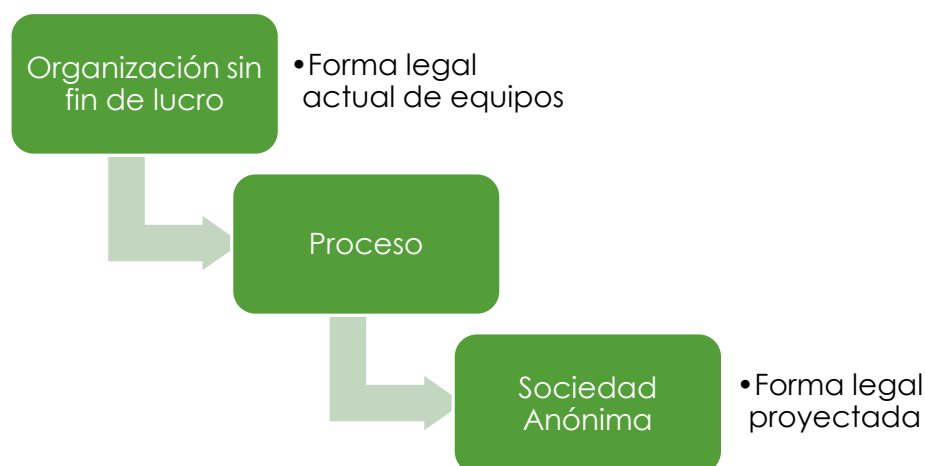 Organización sin
fin de lucro
•Forma legal
actual de equipos
Proceso
Sociedad
Anónima
•Forma legal
proyectada